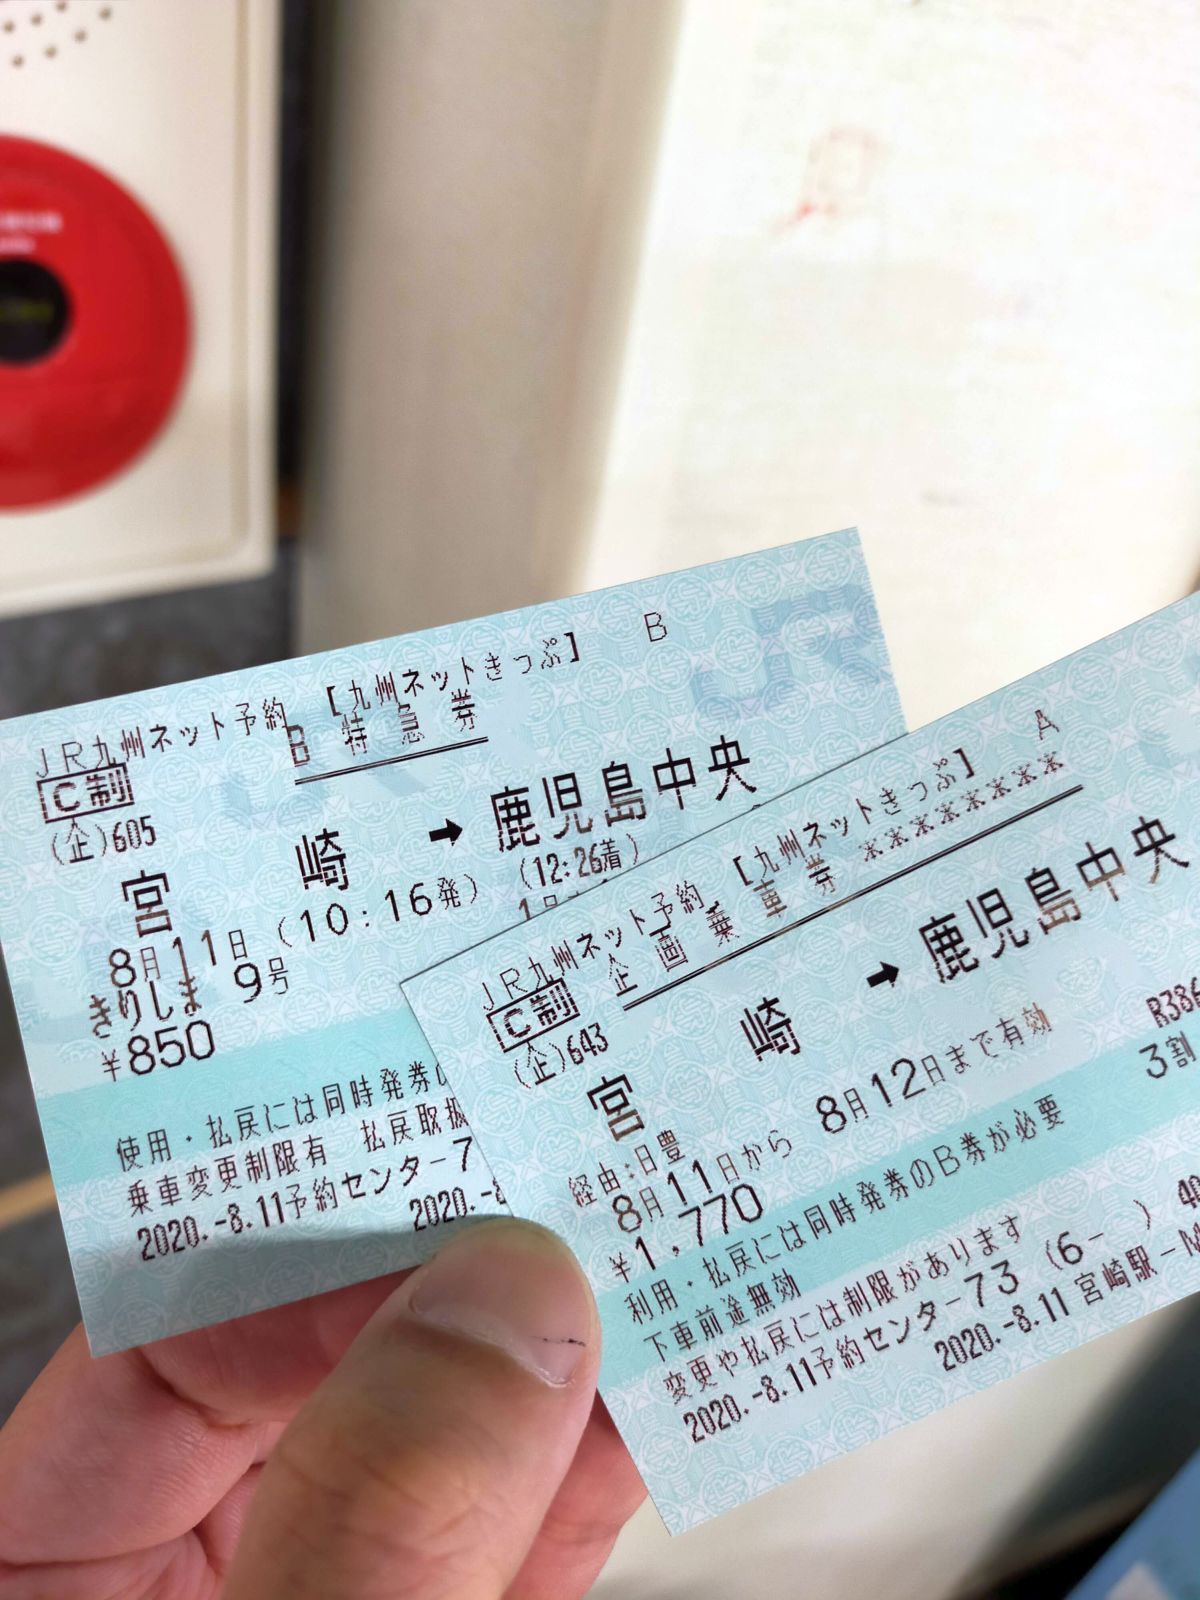 JR九州ネット予約 [九州ネットきっぷ] B
B特急券
C制
(企)605
宮崎 → 鹿児島中央
8月11日 (10:16発) (12:26着)
きりしま 9号
¥850
使用・払戻には同時発券の
乗車変更制限有 払戻取扱
2020.-8.11予約センター7
2020.-8
JR九州ネット予約 [九州ネットきっぷ] A
企画乗車券 ********
C制
(企)643
宮崎 → 鹿児島中央
経由:日豊
8月11日から 8月12日まで有効
R386
¥1,770
3割
利用・払戻には同時発券のB券が必要
下車前途無効
変更や払戻には制限があります
2020.-8.11予約センター73 (6- ) 40
2020.-8.11 宮崎駅-M